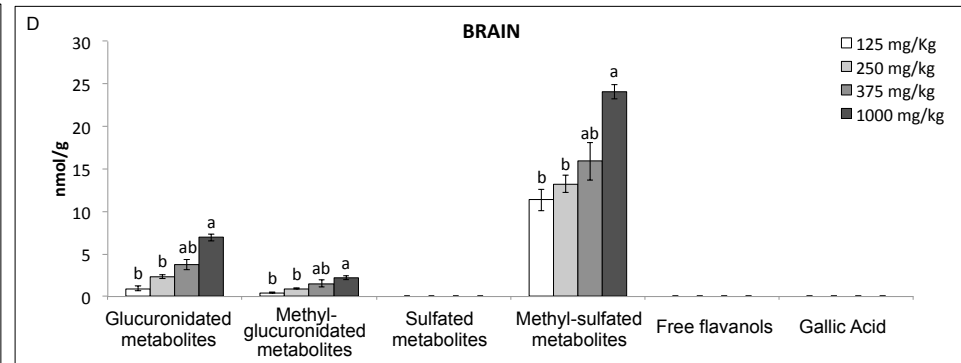 D
BRAIN
30
25
20
15
10
5
0
nmol/g
125 mg/Kg
250 mg/kg
375 mg/kg
1000 mg/kg
b b ab a
b b ab a
b b ab a
Glucuronidated
metabolites
Methyl-
glucuronidated
metabolites
Sulfated
metabolites
Methyl-sulfated
metabolites
Free flavanols
Gallic Acid